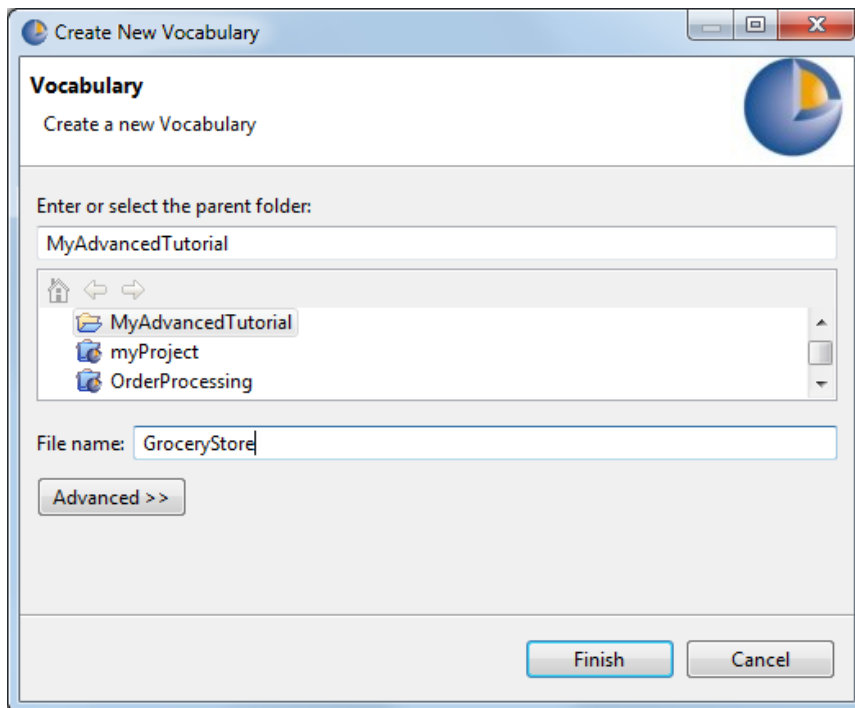 Create New Vocabulary
Vocabulary
Create a new Vocabulary
Enter or select the parent folder:
MyAdvancedTutorial
MyAdvancedTutorial
myProject
OrderProcessing
File name: GroceryStore
Advanced >>
Finish Cancel